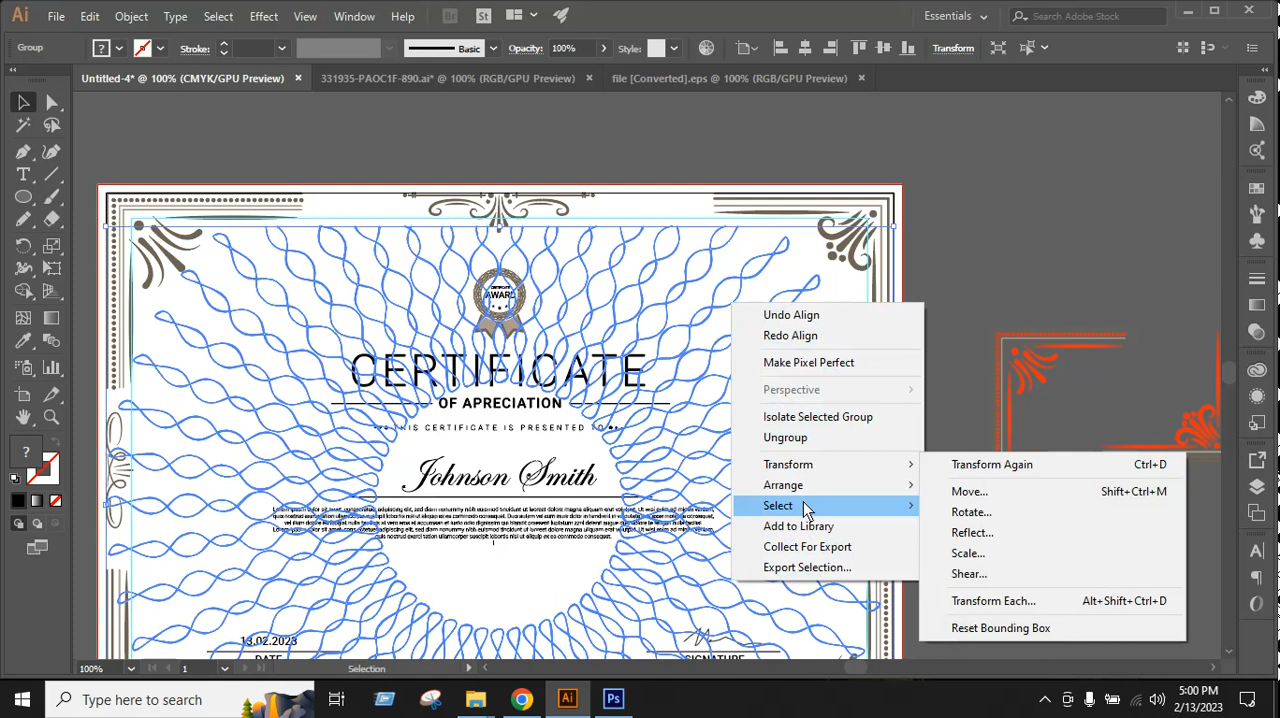 Ai File Edit Object Type Select Effect View Window Help Br St Essentials Search Adobe Stock
Group ? Stroke: Basic Opacity: 100% Style: Transform
Untitled-4* @ 100% (CMYK/GPU Preview) × 331935-PAOC1F-890.ai* @ 100% (RGB/GPU Preview) × file [Converted].eps @ 100% (RGB/GPU Preview) ×
AWARD
CERTIFICATE
OF APRECIATION
THIS CERTIFICATE IS PRESENTED TO
Johnson Smith
13.02.2023
DATE
SIGNATURE
Undo Align
Redo Align
Make Pixel Perfect
Perspective
Isolate Selected Group
Ungroup
Transform
Arrange
Select
Add to Library
Collect For Export
Export Selection...
Transform Again Ctrl+D
Move... Shift+Ctrl+M
Rotate...
Reflect...
Scale...
Shear...
Transform Each... Alt+Shift+Ctrl+D
Reset Bounding Box
?
100% 1 Selection
Type here to search
Ai Ps
5:00 PM
2/13/2023